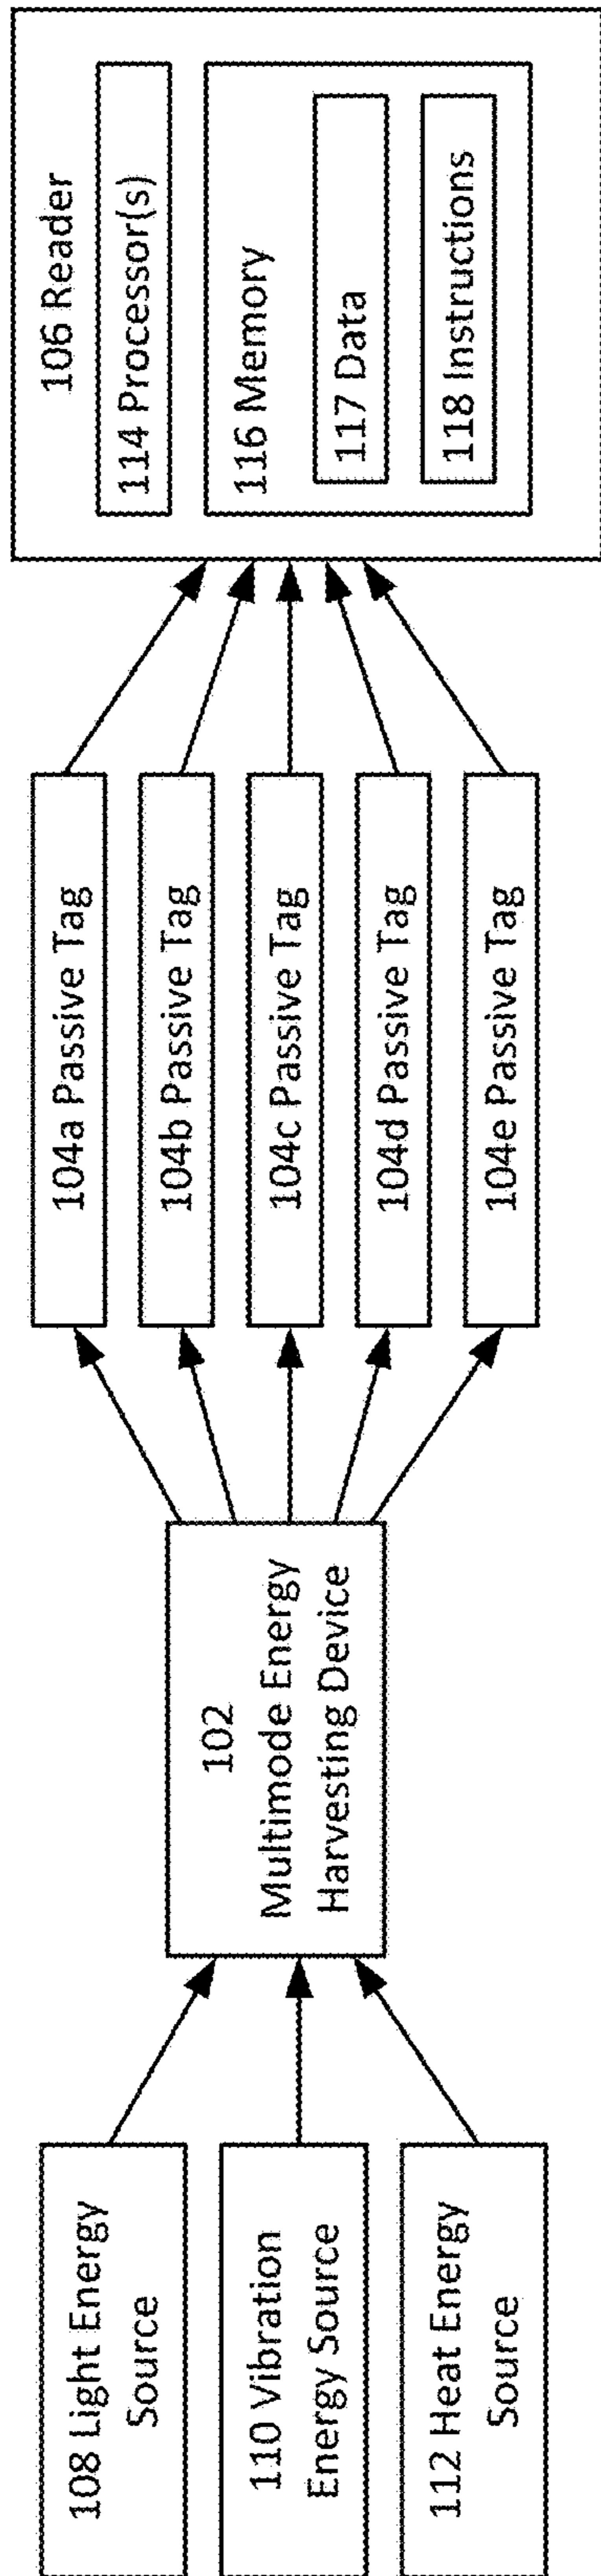 108 Light Energy
Source
110 Vibration
Energy Source
112 Heat Energy
Source
102
Multimode Energy
Harvesting Device
104a Passive Tag
104b Passive Tag
104c Passive Tag
104d Passive Tag
104e Passive Tag
106 Reader
114 Processor(s)
116 Memory
117 Data
118 Instructions